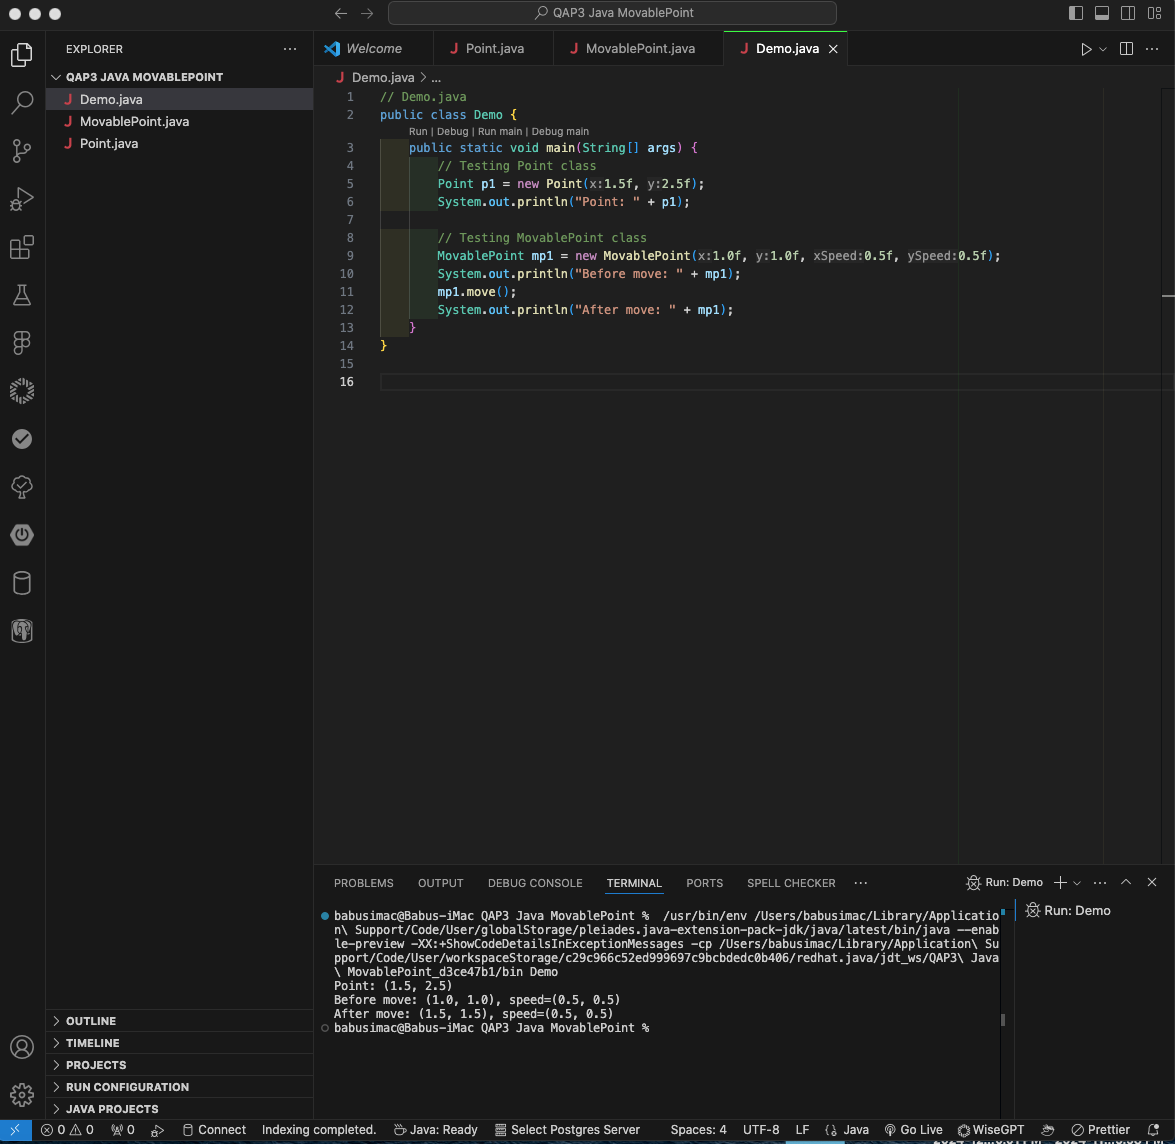 QAP3 Java MovablePoint
EXPLORER
QAP3 JAVA MOVABLEPOINT
J Demo.java
J MovablePoint.java
J Point.java
OUTLINE
TIMELINE
PROJECTS
RUN CONFIGURATION
JAVA PROJECTS
Welcome
J Point.java
J MovablePoint.java
J Demo.java
J Demo.java > ...
1 // Demo.java
2 public class Demo {
Run | Debug | Run main | Debug main
3 public static void main(String[] args) {
4 // Testing Point class
5 Point p1 = new Point(x:1.5f, y:2.5f);
6 System.out.println("Point: " + p1);
7
8 // Testing MovablePoint class
9 MovablePoint mp1 = new MovablePoint(x:1.0f, y:1.0f, xSpeed:0.5f, ySpeed:0.5f);
10 System.out.println("Before move: " + mp1);
11 mp1.move();
12 System.out.println("After move: " + mp1);
13 }
14 }
15
16
PROBLEMS OUTPUT DEBUG CONSOLE TERMINAL PORTS SPELL CHECKER ··· Run: Demo
babusimac@Babus-iMac QAP3 Java MovablePoint %  /usr/bin/env /Users/babusimac/Library/Applicatio
n\ Support/Code/User/globalStorage/pleiades.java-extension-pack-jdk/java/latest/bin/java --enab
le-preview -XX:+ShowCodeDetailsInExceptionMessages -cp /Users/babusimac/Library/Application\ Su
pport/Code/User/workspaceStorage/c29c966c52ed999697c9bcbdedc0b406/redhat.java/jdt_ws/QAP3\ Java
\ MovablePoint_d3ce47b1/bin Demo
Point: (1.5, 2.5)
Before move: (1.0, 1.0), speed=(0.5, 0.5)
After move: (1.5, 1.5), speed=(0.5, 0.5)
babusimac@Babus-iMac QAP3 Java MovablePoint %
Run: Demo
0 0 0 Connect Indexing completed. Java: Ready Select Postgres Server Spaces: 4 UTF-8 LF {} Java Go Live WiseGPT Prettier